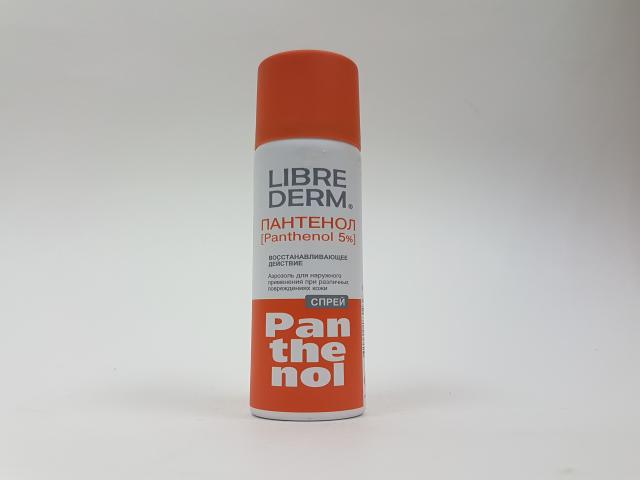 LIBRE
DERM®
ПАНТЕНОЛ
[Panthenol 5%]
ВОССТАНАВЛИВАЮЩЕЕ
ДЕЙСТВИЕ
Аэрозоль для наружного
применения при различных
повреждениях кожи
СПРЕЙ
Pan
the
nol